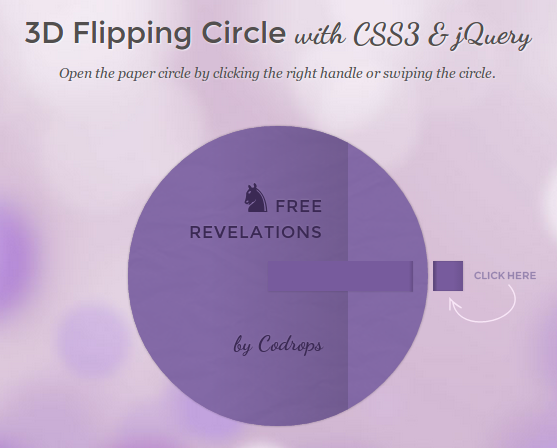 3D Flipping Circle with CSS3 & jQuery
Open the paper circle by clicking the right handle or swiping the circle.
FREE
REVELATIONS
CLICK HERE
by Codrops